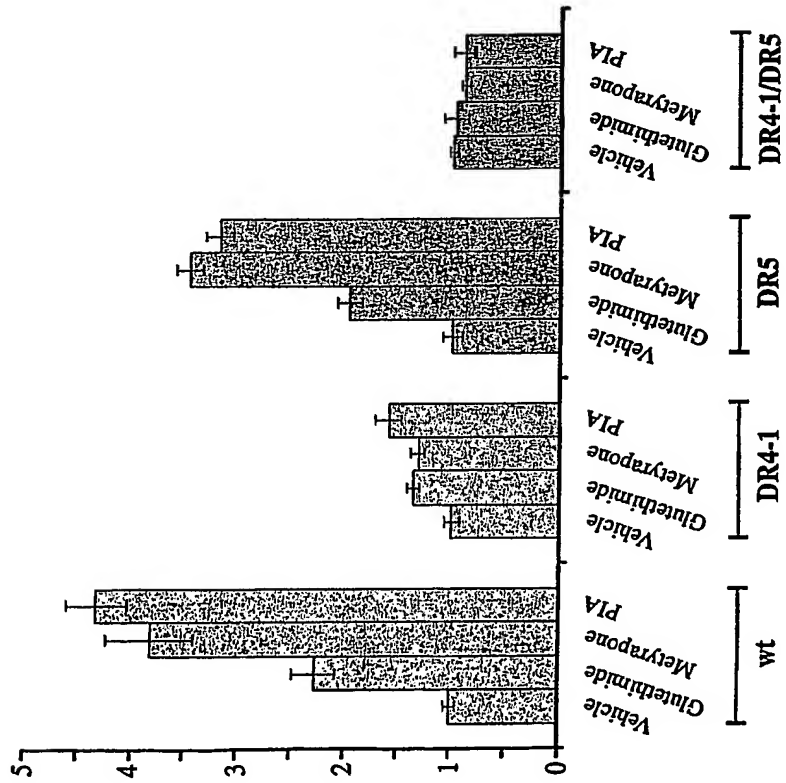 5
4
3
2
1
0
Vehicle
Glutethimide
Metyrapone
PIA
wt
Vehicle
Glutethimide
Metyrapone
PIA
DR4-1
Vehicle
Glutethimide
Metyrapone
PIA
DR5
Vehicle
Glutethimide
Metyrapone
PIA
DR4-1/DR5